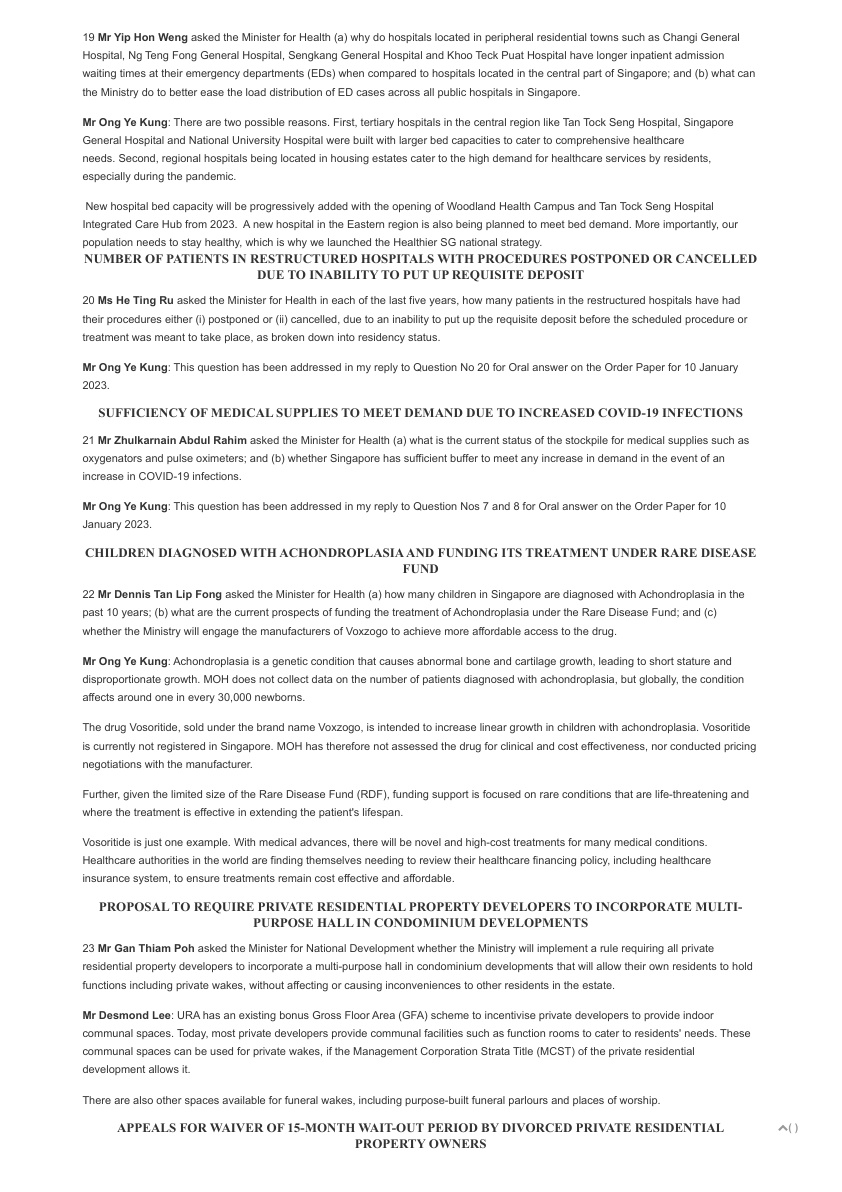 19 Mr Yip Hon Weng asked the Minister for Health (a) why do hospitals located in peripheral residential towns such as Changi General
Hospital, Ng Teng Fong General Hospital, Sengkang General Hospital and Khoo Teck Puat Hospital have longer inpatient admission
waiting times at their emergency departments (EDs) when compared to hospitals located in the central part of Singapore; and (b) what can
the Ministry do to better ease the load distribution of ED cases across all public hospitals in Singapore.
Mr Ong Ye Kung: There are two possible reasons. First, tertiary hospitals in the central region like Tan Tock Seng Hospital, Singapore
General Hospital and National University Hospital were built with larger bed capacities to cater to comprehensive healthcare
needs. Second, regional hospitals being located in housing estates cater to the high demand for healthcare services by residents,
especially during the pandemic.
New hospital bed capacity will be progressively added with the opening of Woodland Health Campus and Tan Tock Seng Hospital
Integrated Care Hub from 2023. A new hospital in the Eastern region is also being planned to meet bed demand. More importantly, our
population needs to stay healthy, which is why we launched the Healthier SG national strategy.
NUMBER OF PATIENTS IN RESTRUCTURED HOSPITALS WITH PROCEDURES POSTPONED OR CANCELLED
DUE TO INABILITY TO PUT UP REQUISITE DEPOSIT
20 Ms He Ting Ru asked the Minister for Health in each of the last five years, how many patients in the restructured hospitals have had
their procedures either (i) postponed or (ii) cancelled, due to an inability to put up the requisite deposit before the scheduled procedure or
treatment was meant to take place, as broken down into residency status.
Mr Ong Ye Kung: This question has been addressed in my reply to Question No 20 for Oral answer on the Order Paper for 10 January
2023.
SUFFICIENCY OF MEDICAL SUPPLIES TO MEET DEMAND DUE TO INCREASED COVID-19 INFECTIONS
21 Mr Zhulkarnain Abdul Rahim asked the Minister for Health (a) what is the current status of the stockpile for medical supplies such as
oxygenators and pulse oximeters; and (b) whether Singapore has sufficient buffer to meet any increase in demand in the event of an
increase in COVID-19 infections.
Mr Ong Ye Kung: This question has been addressed in my reply to Question Nos 7 and 8 for Oral answer on the Order Paper for 10
January 2023.
CHILDREN DIAGNOSED WITH ACHONDROPLASIA AND FUNDING ITS TREATMENT UNDER RARE DISEASE
FUND
22 Mr Dennis Tan Lip Fong asked the Minister for Health (a) how many children in Singapore are diagnosed with Achondroplasia in the
past 10 years; (b) what are the current prospects of funding the treatment of Achondroplasia under the Rare Disease Fund; and (c)
whether the Ministry will engage the manufacturers of Voxzogo to achieve more affordable access to the drug.
Mr Ong Ye Kung: Achondroplasia is a genetic condition that causes abnormal bone and cartilage growth, leading to short stature and
disproportionate growth. MOH does not collect data on the number of patients diagnosed with achondroplasia, but globally, the condition
affects around one in every 30,000 newborns.
The drug Vosoritide, sold under the brand name Voxzogo, is intended to increase linear growth in children with achondroplasia. Vosoritide
is currently not registered in Singapore. MOH has therefore not assessed the drug for clinical and cost effectiveness, nor conducted pricing
negotiations with the manufacturer.
Further, given the limited size of the Rare Disease Fund (RDF), funding support is focused on rare conditions that are life-threatening and
where the treatment is effective in extending the patient's lifespan.
Vosoritide is just one example. With medical advances, there will be novel and high-cost treatments for many medical conditions.
Healthcare authorities in the world are finding themselves needing to review their healthcare financing policy, including healthcare
insurance system, to ensure treatments remain cost effective and affordable.
PROPOSAL TO REQUIRE PRIVATE RESIDENTIAL PROPERTY DEVELOPERS TO INCORPORATE MULTI-
PURPOSE HALL IN CONDOMINIUM DEVELOPMENTS
23 Mr Gan Thiam Poh asked the Minister for National Development whether the Ministry will implement a rule requiring all private
residential property developers to incorporate a multi-purpose hall in condominium developments that will allow their own residents to hold
functions including private wakes, without affecting or causing inconveniences to other residents in the estate.
Mr Desmond Lee: URA has an existing bonus Gross Floor Area (GFA) scheme to incentivise private developers to provide indoor
communal spaces. Today, most private developers provide communal facilities such as function rooms to cater to residents' needs. These
communal spaces can be used for private wakes, if the Management Corporation Strata Title (MCST) of the private residential
development allows it.
There are also other spaces available for funeral wakes, including purpose-built funeral parlours and places of worship.
APPEALS FOR WAIVER OF 15-MONTH WAIT-OUT PERIOD BY DIVORCED PRIVATE RESIDENTIAL
PROPERTY OWNERS
( )